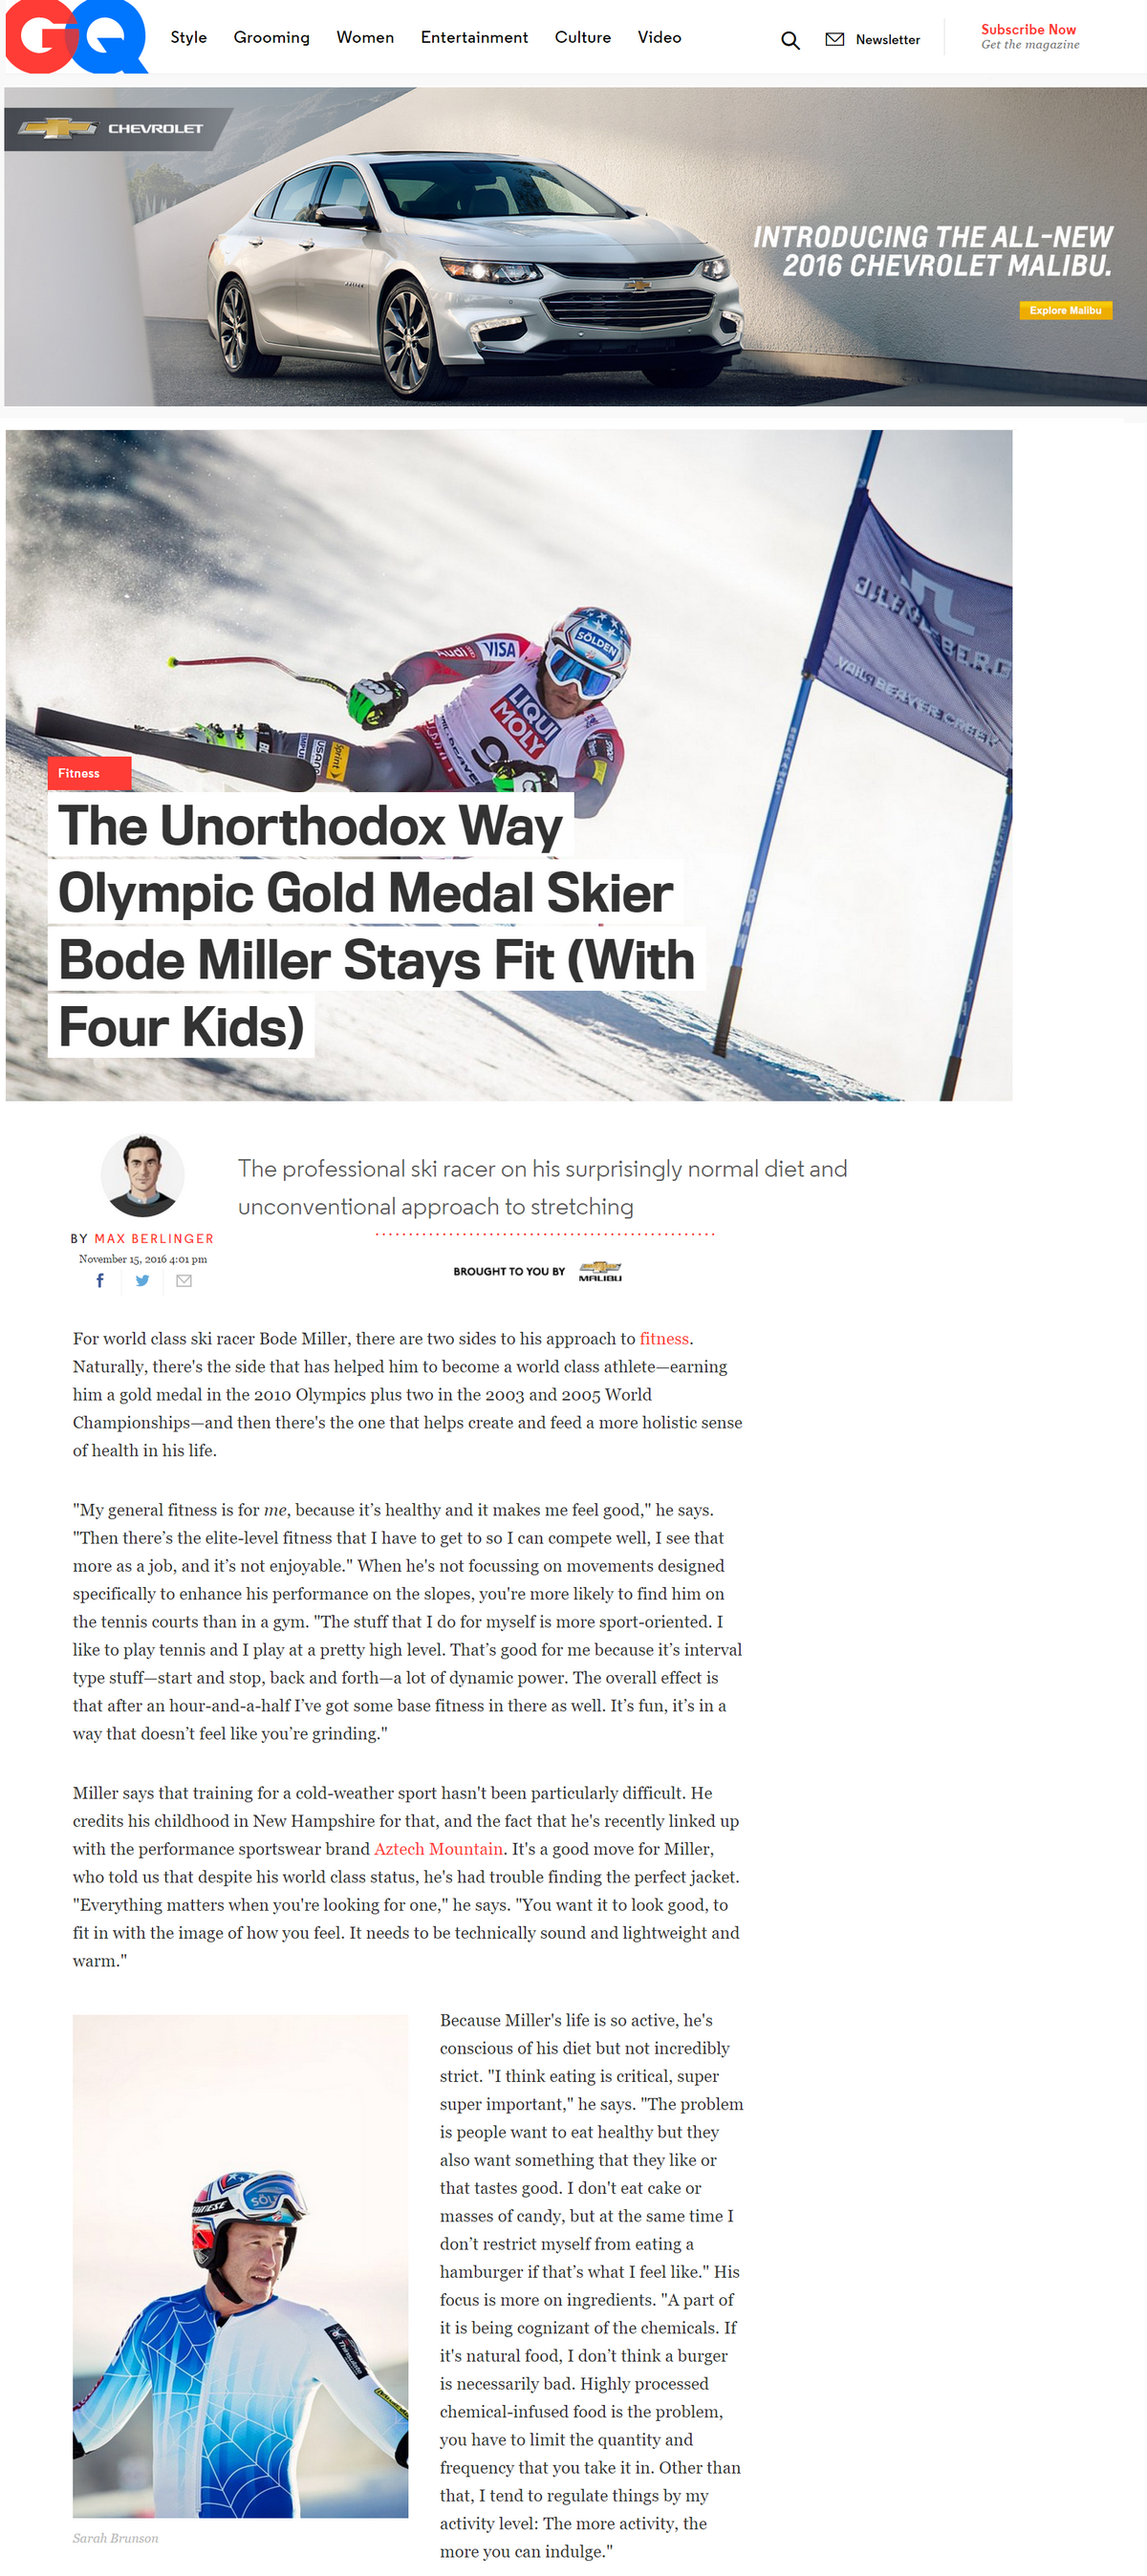 GQ
Style Grooming Women Entertainment Culture Video
Newsletter
Subscribe Now
Get the magazine
CHEVROLET
INTRODUCING THE ALL-NEW
2016 CHEVROLET MALIBU.
Explore Malibu
SÖLDEN
Audi
VISA
LIQUI
MOLY
9
Sprint
USANA
VAIL/BEAVER CREEK
Fitness
The Unorthodox Way
Olympic Gold Medal Skier
Bode Miller Stays Fit (With
Four Kids)
The professional ski racer on his surprisingly normal diet and
unconventional approach to stretching
BY MAX BERLINGER
November 15, 2016 4:01 pm
BROUGHT TO YOU BY MALIBU
For world class ski racer Bode Miller, there are two sides to his approach to fitness.
Naturally, there's the side that has helped him to become a world class athlete—earning
him a gold medal in the 2010 Olympics plus two in the 2003 and 2005 World
Championships—and then there's the one that helps create and feed a more holistic sense
of health in his life.
"My general fitness is for me, because it’s healthy and it makes me feel good," he says.
"Then there’s the elite-level fitness that I have to get to so I can compete well, I see that
more as a job, and it’s not enjoyable." When he's not focussing on movements designed
specifically to enhance his performance on the slopes, you're more likely to find him on
the tennis courts than in a gym. "The stuff that I do for myself is more sport-oriented. I
like to play tennis and I play at a pretty high level. That’s good for me because it’s interval
type stuff—start and stop, back and forth—a lot of dynamic power. The overall effect is
that after an hour-and-a-half I’ve got some base fitness in there as well. It’s fun, it’s in a
way that doesn’t feel like you’re grinding."
Miller says that training for a cold-weather sport hasn't been particularly difficult. He
credits his childhood in New Hampshire for that, and the fact that he's recently linked up
with the performance sportswear brand Aztech Mountain. It's a good move for Miller,
who told us that despite his world class status, he's had trouble finding the perfect jacket.
"Everything matters when you're looking for one," he says. "You want it to look good, to
fit in with the image of how you feel. It needs to be technically sound and lightweight and
warm."
Because Miller's life is so active, he's
conscious of his diet but not incredibly
strict. "I think eating is critical, super
super important," he says. "The problem
is people want to eat healthy but they
also want something that they like or
that tastes good. I don't eat cake or
masses of candy, but at the same time I
don’t restrict myself from eating a
hamburger if that’s what I feel like." His
focus is more on ingredients. "A part of
it is being cognizant of the chemicals. If
it's natural food, I don’t think a burger
is necessarily bad. Highly processed
chemical-infused food is the problem,
you have to limit the quantity and
frequency that you take it in. Other than
that, I tend to regulate things by my
activity level: The more activity, the
more you can indulge."
Sarah Brunson